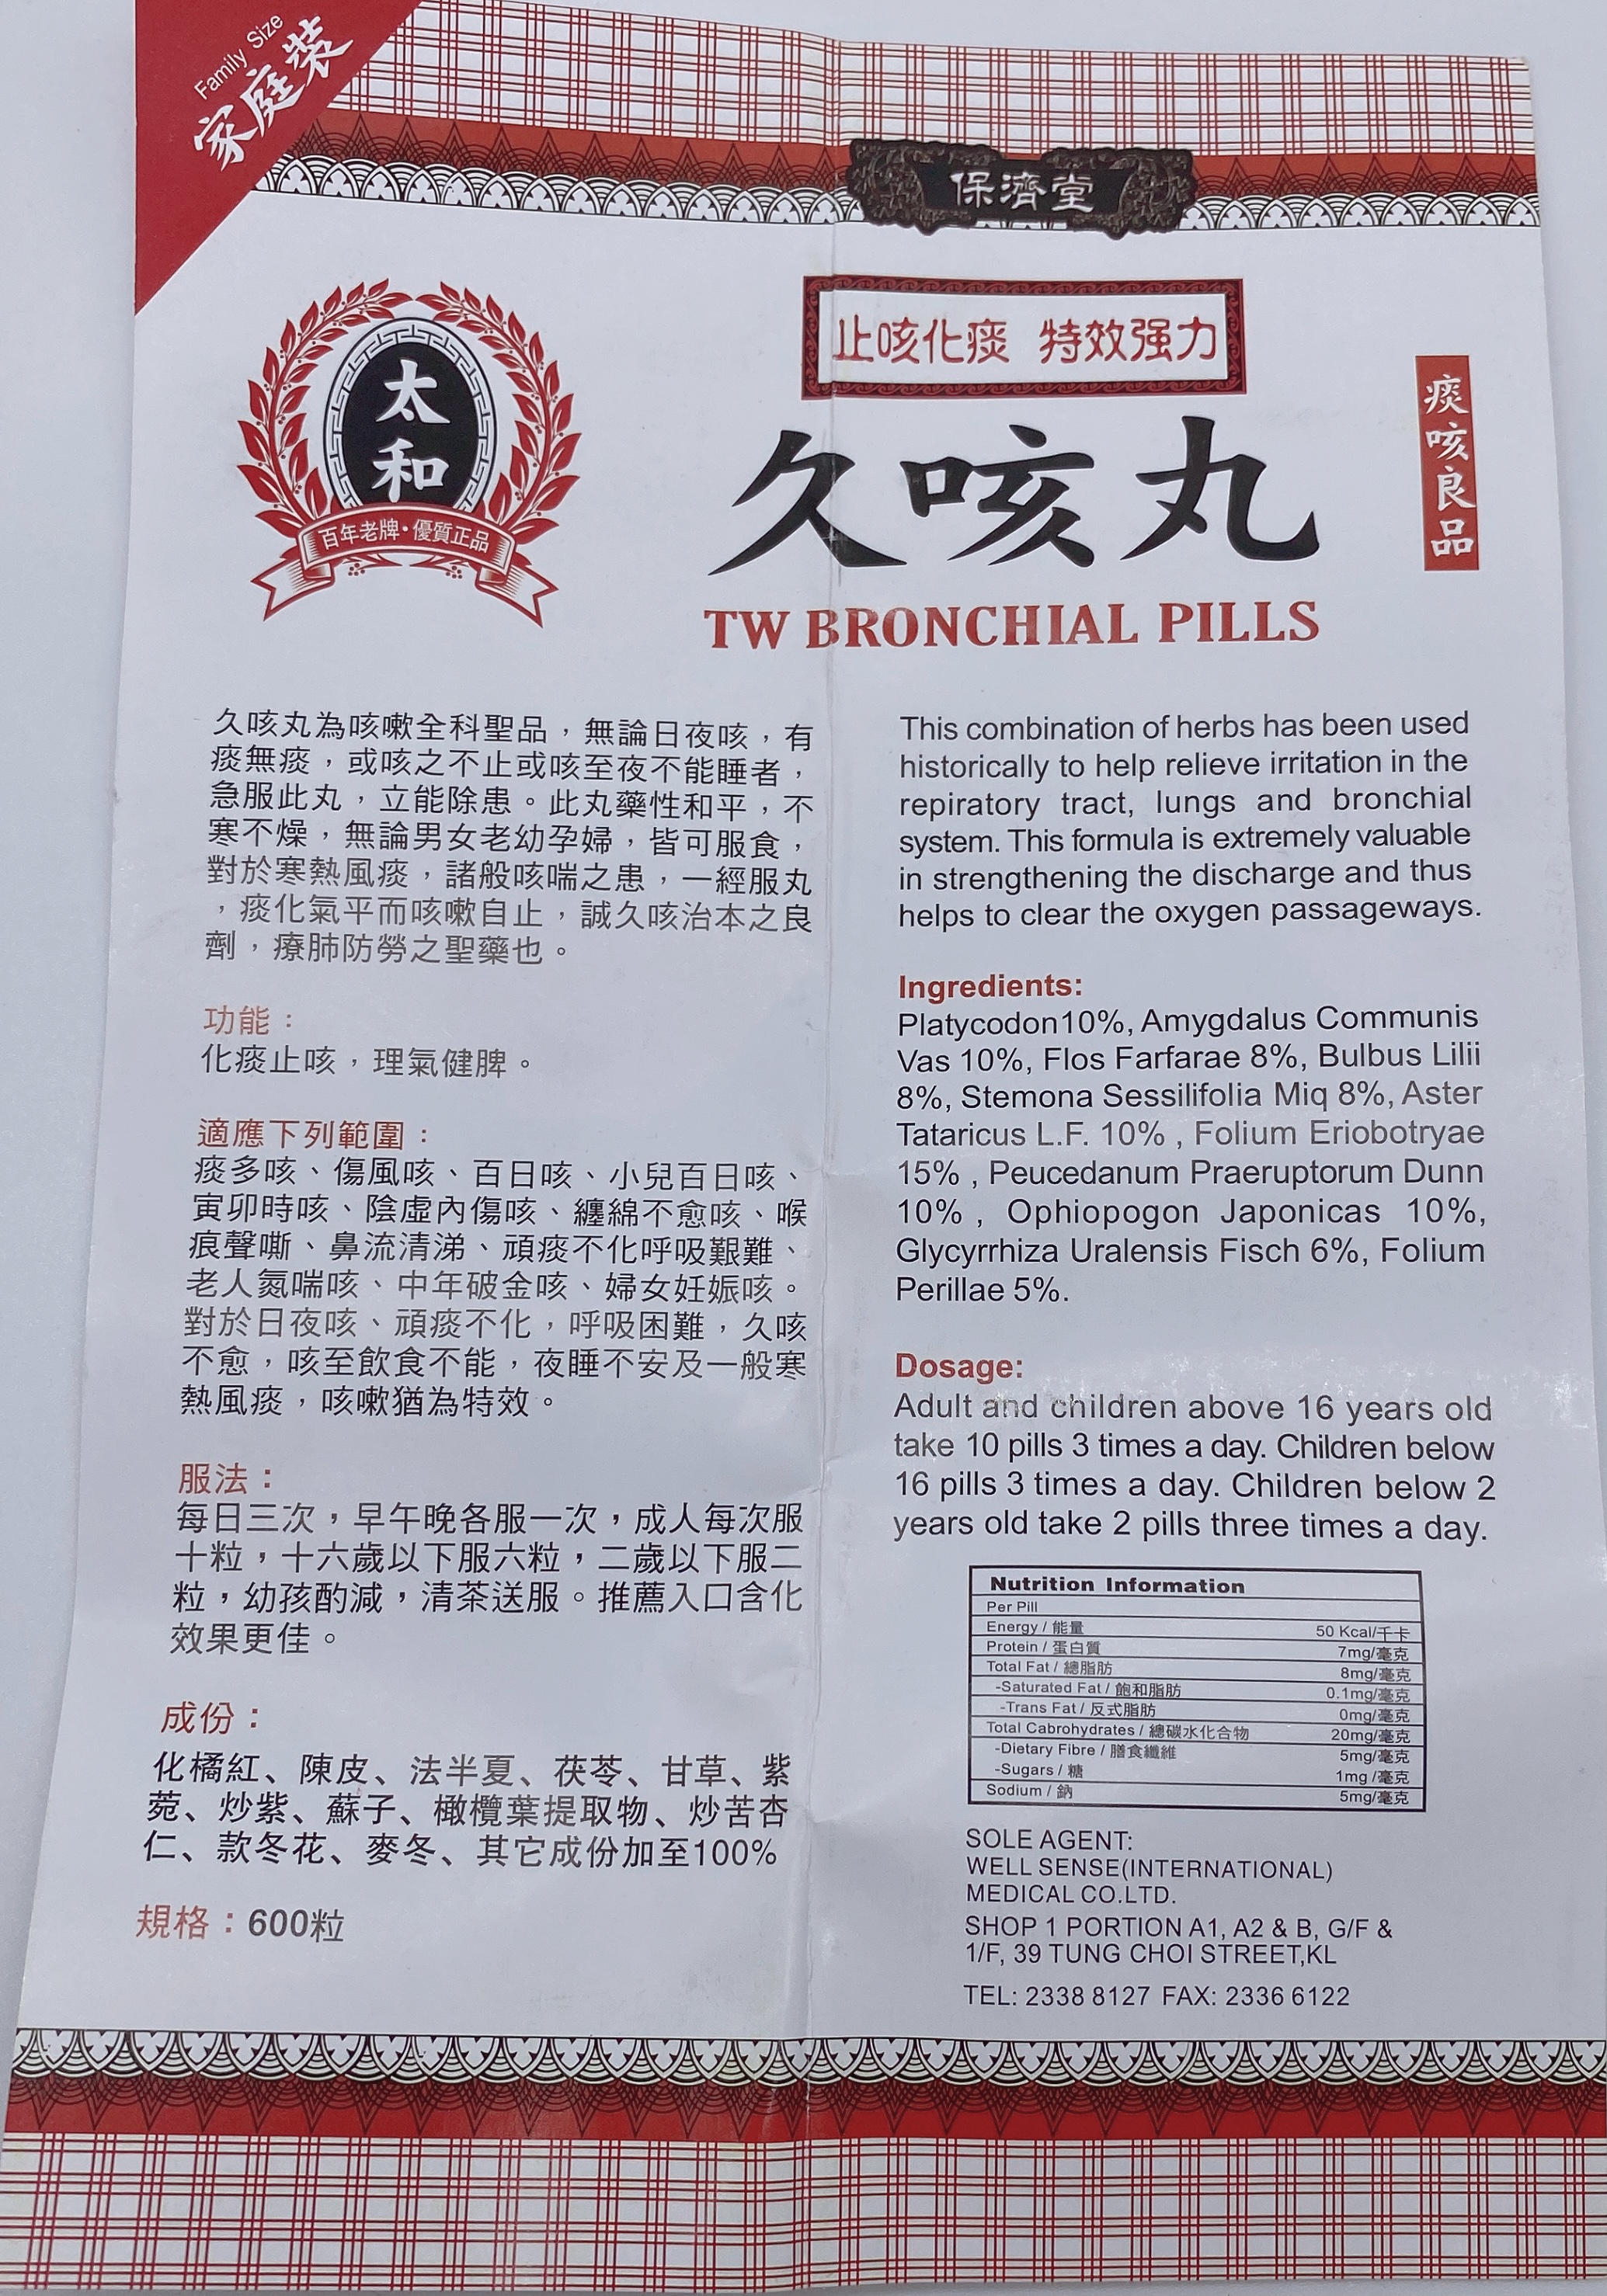 Family Size
家庭裝
保濟堂
止咳化痰 特效强力
太
和
百年老牌·優質正品
久咳丸
痰咳良品
TW BRONCHIAL PILLS
久咳丸為咳嗽全科聖品，無論日夜咳，有
痰無痰，或咳之不止或咳至夜不能睡者，
急服此丸，立能除患。此丸藥性和平，不
寒不燥，無論男女老幼孕婦，皆可服食，
對於寒熱風痰，諸般咳喘之患，一經服丸
，痰化氣平而咳嗽自止，誠久咳治本之良
劑，療肺防勞之聖藥也。
功能：
化痰止咳，理氣健脾。
適應下列範圍：
痰多咳、傷風咳、百日咳、小兒百日咳、
寅卯時咳、陰虛內傷咳、纏綿不愈咳、喉
痕聲嘶、鼻流清涕、頑痰不化呼吸艱難、
老人氮喘咳、中年破金咳、婦女妊娠咳。
對於日夜咳、頑痰不化，呼吸困難，久咳
不愈，咳至飲食不能，夜睡不安及一般寒
熱風痰，咳嗽猶為特效。
服法：
每日三次，早午晚各服一次，成人每次服
十粒，十六歲以下服六粒，二歲以下服二
粒，幼孩酌減，清茶送服。推薦入口含化
效果更佳。
成份：
化橘紅、陳皮、法半夏、茯苓、甘草、紫
菀、炒紫、蘇子、橄欖葉提取物、炒苦杏
仁、款冬花、麥冬、其它成份加至100%
規格：600粒
This combination of herbs has been used
historically to help relieve irritation in the
repiratory tract, lungs and bronchial
system. This formula is extremely valuable
in strengthening the discharge and thus
helps to clear the oxygen passageways.
Ingredients:
Platycodon10%, Amygdalus Communis
Vas 10%, Flos Farfarae 8%, Bulbus Lilii
8%, Stemona Sessilifolia Miq 8%, Aster
Tataricus L.F. 10% , Folium Eriobotryae
15% , Peucedanum Praeruptorum Dunn
10% , Ophiopogon Japonicas 10%,
Glycyrrhiza Uralensis Fisch 6%, Folium
Perillae 5%.
Dosage:
Adult and children above 16 years old
take 10 pills 3 times a day. Children below
16 pills 3 times a day. Children below 2
years old take 2 pills three times a day.
Nutrition Information
Per Pill
Energy / 能量 50 Kcal/千卡
Protein / 蛋白質 7mg/毫克
Total Fat / 總脂肪 8mg/毫克
-Saturated Fat / 飽和脂肪 0.1mg/毫克
-Trans Fat / 反式脂肪 0mg/毫克
Total Cabrohydrates / 總碳水化合物 20mg/毫克
-Dietary Fibre / 膳食纖維 5mg/毫克
-Sugars / 糖 1mg /毫克
Sodium / 鈉 5mg/毫克
SOLE AGENT:
WELL SENSE(INTERNATIONAL)
MEDICAL CO.LTD.
SHOP 1 PORTION A1, A2 & B, G/F &
1/F, 39 TUNG CHOI STREET,KL
TEL: 2338 8127 FAX: 2336 6122